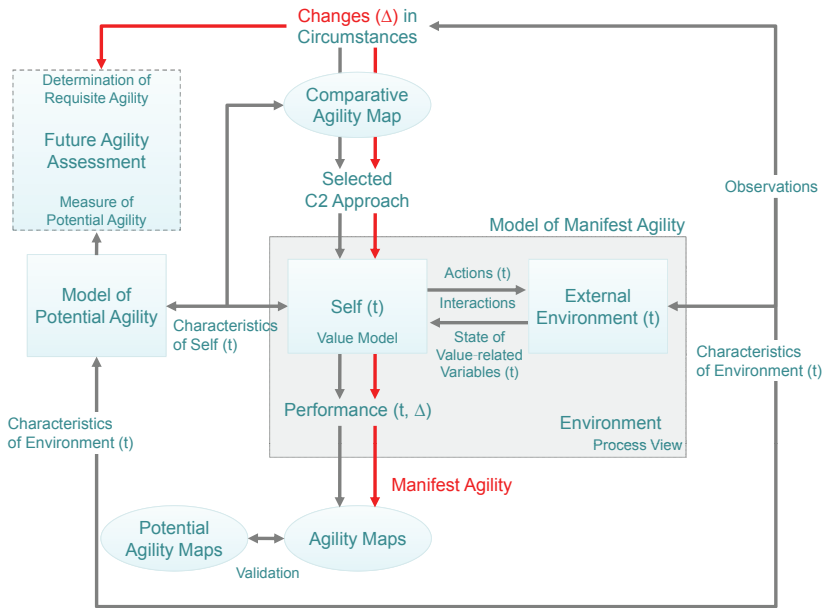 Changes (Δ) in
Circumstances
Determination of
Requisite Agility
Future Agility
Assessment
Measure of
Potential Agility
Comparative
Agility Map
Selected
C2 Approach
Observations
Model of Manifest Agility
Model of
Potential Agility
Characteristics
of Self (t)
Self (t)
Value Model
Actions (t)
Interactions
State of
Value-related
Variables (t)
External
Environment (t)
Characteristics
of Environment (t)
Characteristics
of Environment (t)
Performance (t, Δ)
Environment
Process View
Manifest Agility
Potential
Agility Maps
Validation
Agility Maps